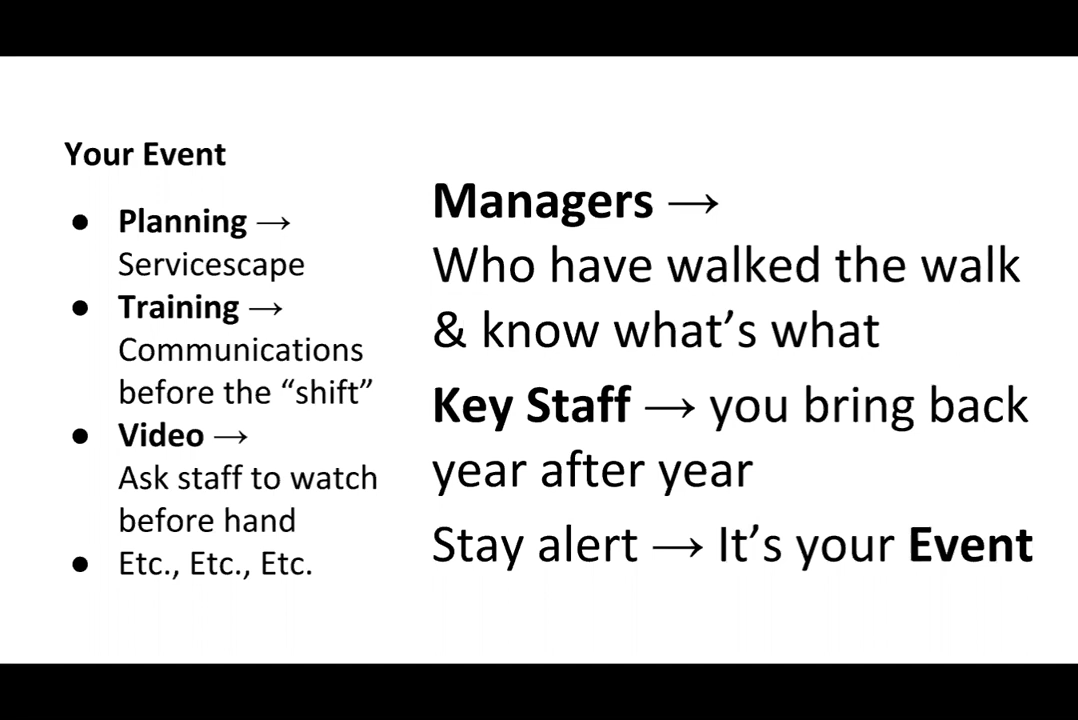 Your Event
● Planning →
Servicescape
● Training →
Communications
before the “shift”
● Video →
Ask staff to watch
before hand
● Etc., Etc., Etc.
Managers →
Who have walked the walk
& know what’s what
Key Staff → you bring back
year after year
Stay alert → It’s your Event